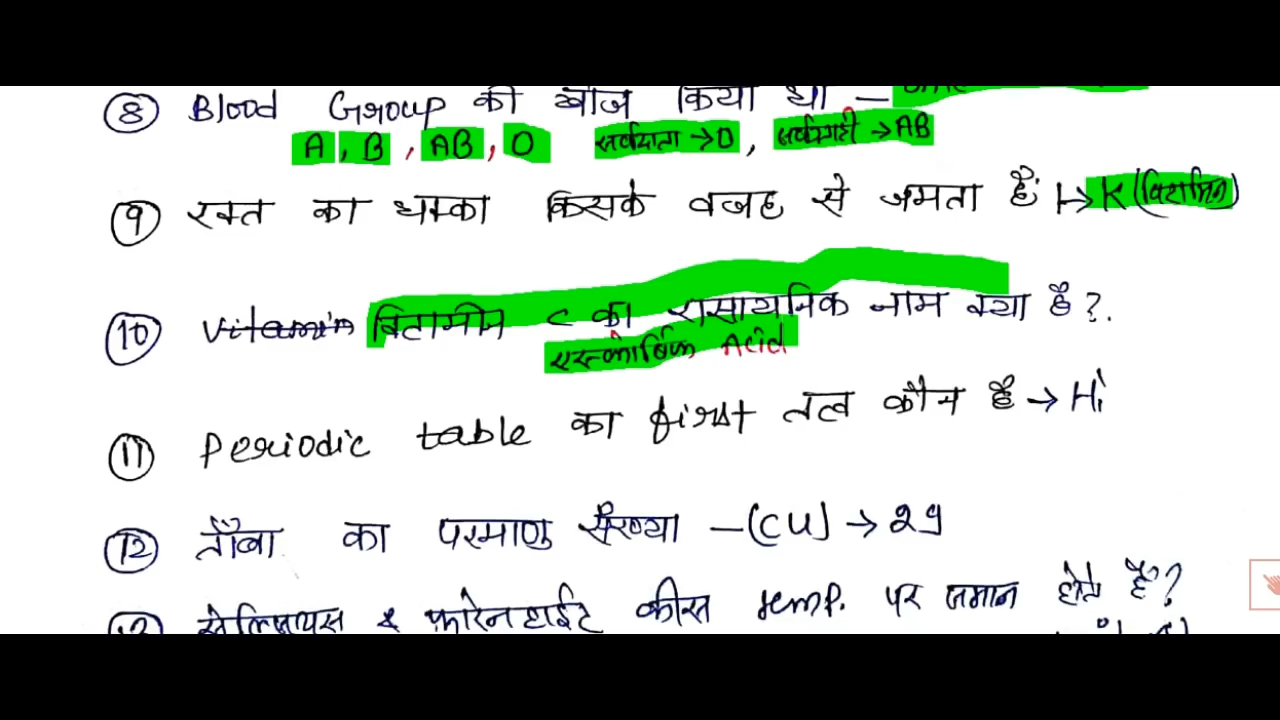 ⑧ Blood Group की खोज किया था –
A, B, AB, O सर्वदाता → O, सर्वग्राही → AB
⑨ रक्त का थक्का किसके वजह से जमता है → K (विटामिन)
⑩ Vitamin विटामीन C का रासायनिक नाम क्या है?
एस्कोर्बिक Acid
⑪ Periodic table का first तत्व कौन है → H
⑫ ताँबा का परमाणु संख्या – (CU) → 29
सेल्सियस & फ़ारेनहाईट कीस temp. पर समान होते है?